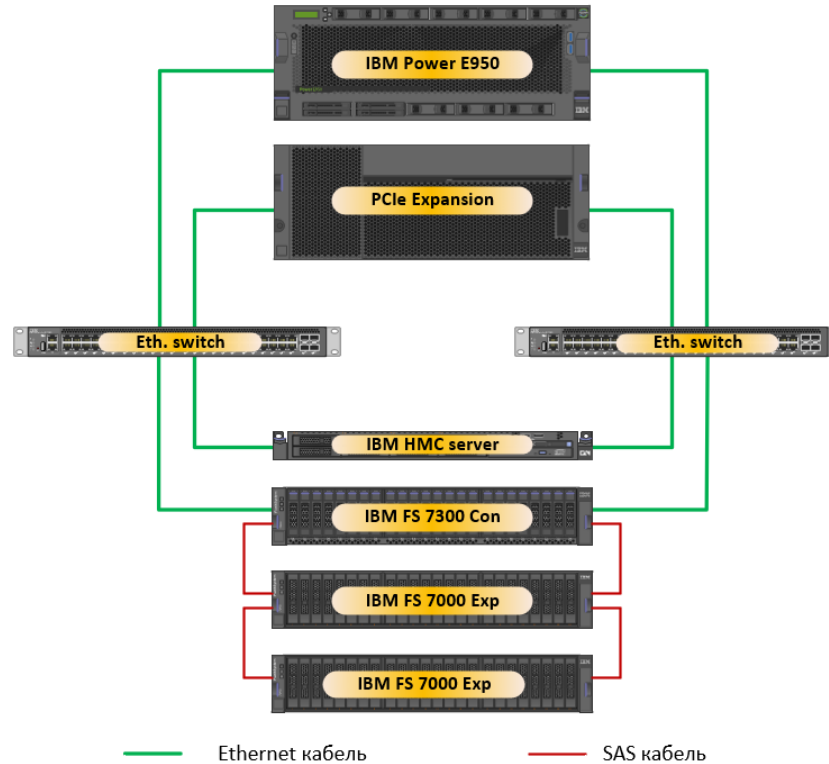 IBM Power E950
PCIe Expansion
Eth. switch
Eth. switch
IBM HMC server
IBM FS 7300 Con
IBM FS 7000 Exp
IBM FS 7000 Exp
Ethernet кабель
SAS кабель